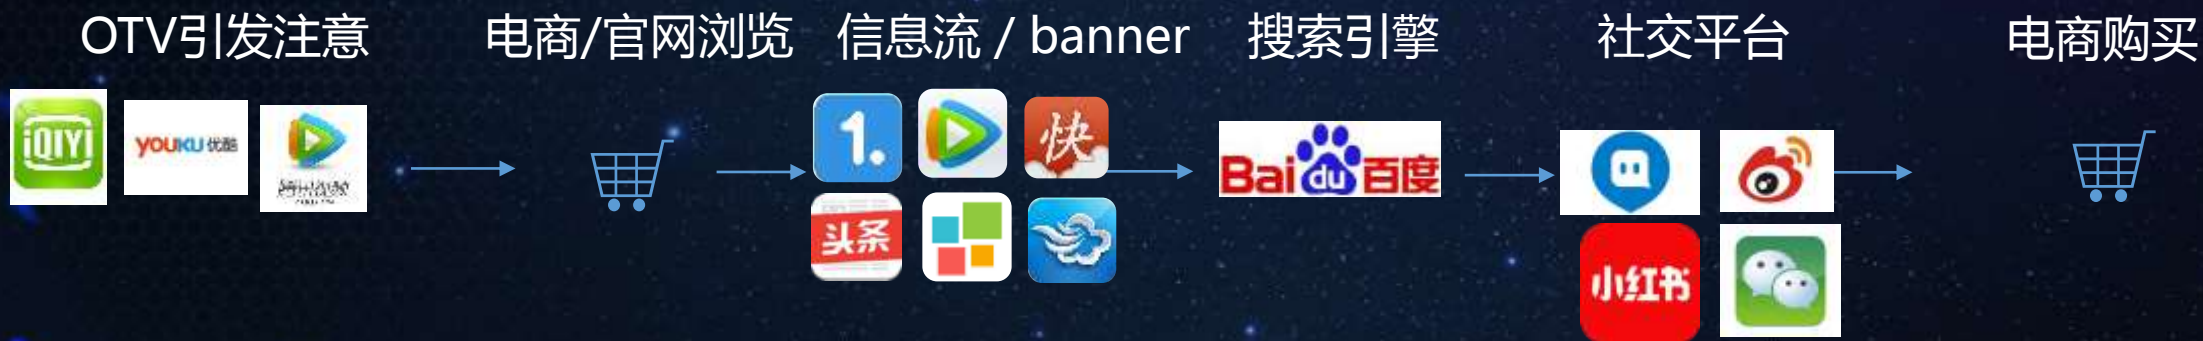 OTV引发注意
电商/官网浏览
信息流 / banner
搜索引擎
社交平台
电商购买
iQIYI
YOUKU 优酷
1.
快
头条
Bai du 百度
小红书